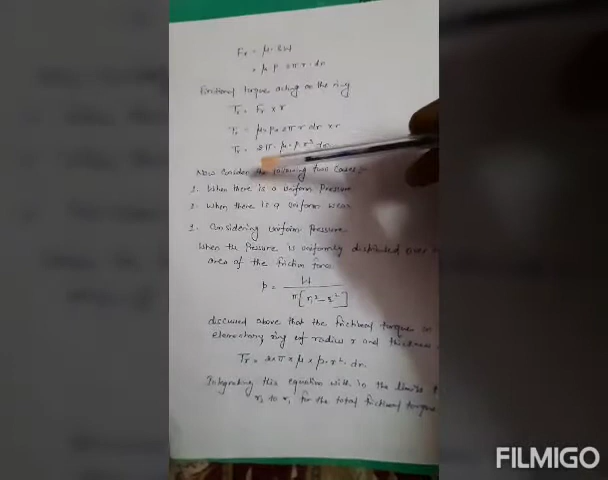 Fr = μ. δW
= μ p 2π r. dr
Frictional torque acting on the ring
Tr = Fr × r
Tr = μ × p × 2π r dr × r
Tr = 2π. μ. p. r² dr
Now consider the following two cases :-
1. When there is a uniform pressure
2. When there is a uniform wear
1. Considering uniform pressure
When the pressure is uniformly distributed over
area of the friction face
p = W
π[r₁² - r₂²]
discussed above that the frictional torque on
elementary ring of radius r and thickness
Tr = 2×π × μ × p. r². dr
Integrating this equation with in the limits
r₂ to r₁ for the total frictional torque
FILMIGO